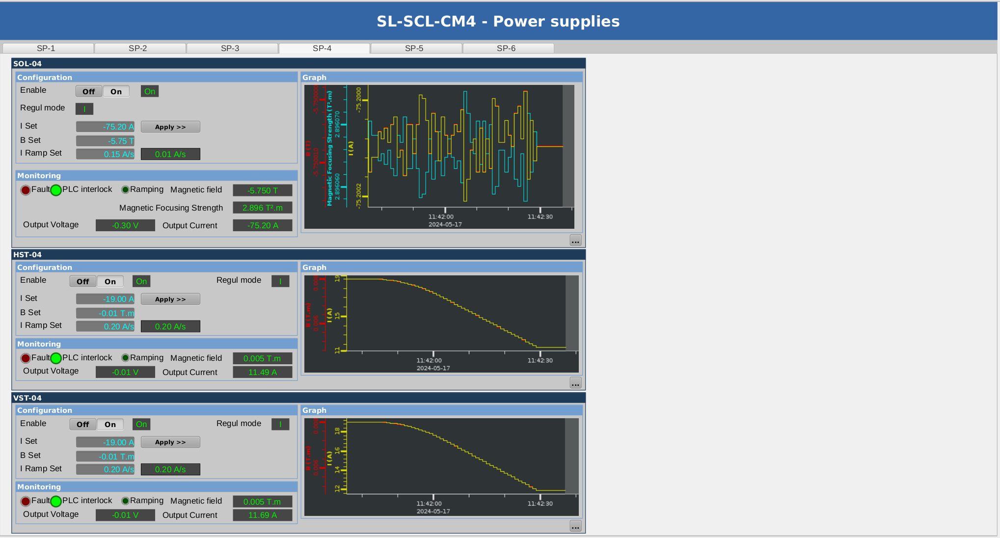 SL-SCL-CM4 - Power supplies
SP-1 SP-2 SP-3 SP-4 SP-5 SP-6
SOL-04
Configuration
Enable Off On On
Regul mode I
I Set -75.20 A Apply >>
B Set -5.75 T
I Ramp Set 0.15 A/s 0.01 A/s
Monitoring
Fault PLC interlock Ramping Magnetic field -5.750 T
Magnetic Focusing Strength 2.896 T².m
Output Voltage -0.30 V Output Current -75.20 A
Graph
B (T)
-5.750000
-5.750010
Magnetic Focusing Strength (T².m)
2.896070
2.896060
I (A)
-75.2000
-75.2002
11:42:00 11:42:30
2024-05-17
...
HST-04
Configuration
Enable Off On On Regul mode I
I Set -19.00 A Apply >>
B Set -0.01 T.m
I Ramp Set 0.20 A/s 0.20 A/s
Monitoring
Fault PLC interlock Ramping Magnetic field 0.005 T.m
Output Voltage -0.01 V Output Current 11.49 A
Graph
B (T.m)
0.008
0.006
I (A)
19
15
11
11:42:00 11:42:30
2024-05-17
...
VST-04
Configuration
Enable Off On On Regul mode I
I Set -19.00 A Apply >>
B Set -0.01 T.m
I Ramp Set 0.20 A/s 0.20 A/s
Monitoring
Fault PLC interlock Ramping Magnetic field 0.005 T.m
Output Voltage -0.01 V Output Current 11.69 A
Graph
B (T.m)
0.008
0.006
I (A)
18
16
14
12
11:42:00 11:42:30
2024-05-17
...